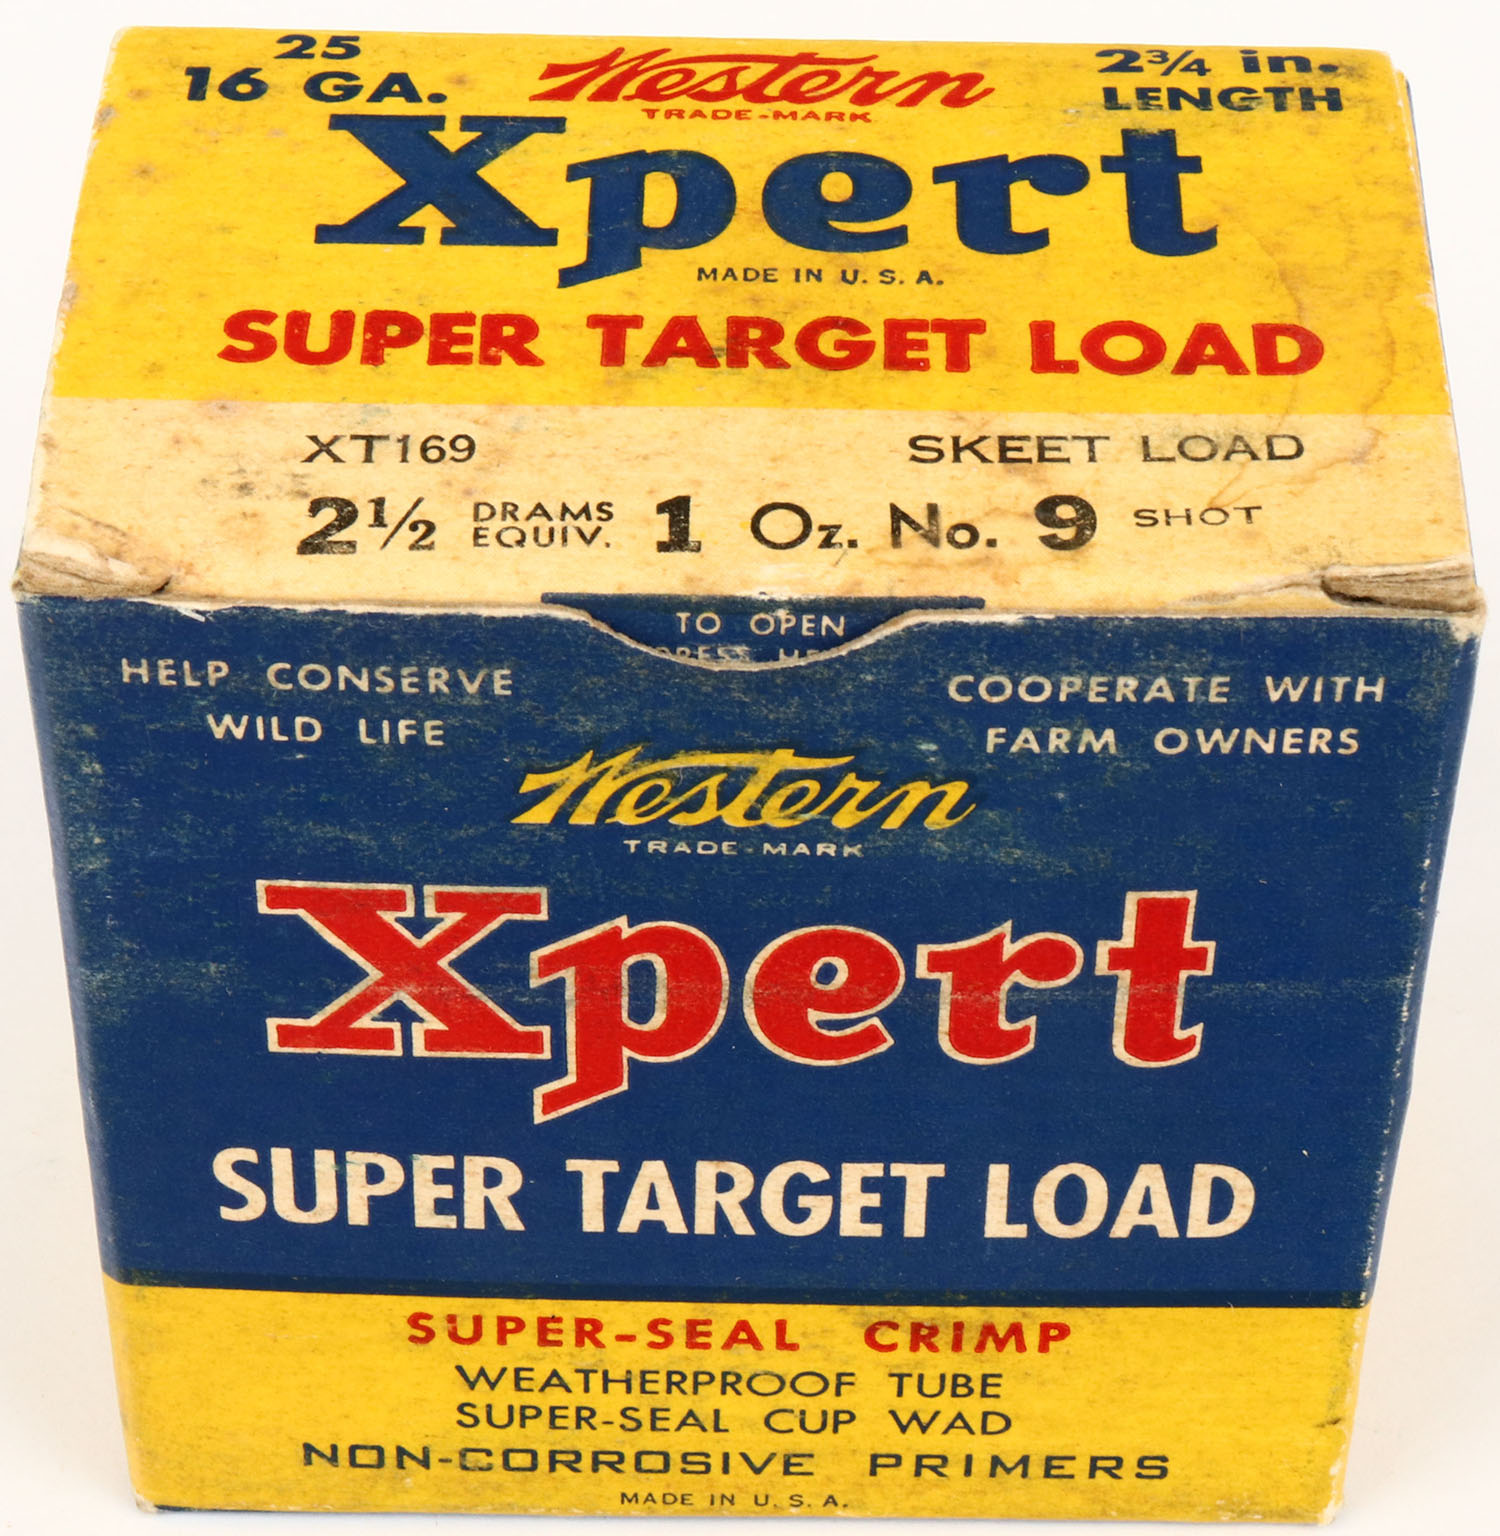 25
16 GA.
Western
TRADE-MARK
2¾ in.
LENGTH
Xpert
MADE IN U. S. A.
SUPER TARGET LOAD
XT169
SKEET LOAD
2½ DRAMS EQUIV. 1 Oz. No. 9 SHOT
TO OPEN
HELP CONSERVE
WILD LIFE
COOPERATE WITH
FARM OWNERS
Western
TRADE-MARK
Xpert
SUPER TARGET LOAD
SUPER-SEAL CRIMP
WEATHERPROOF TUBE
SUPER-SEAL CUP WAD
NON-CORROSIVE PRIMERS
MADE IN U. S. A.